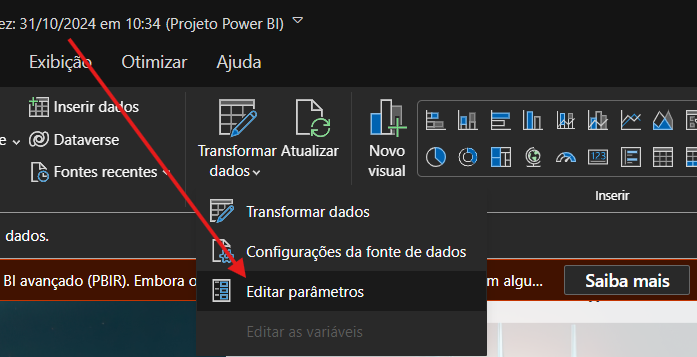 ez: 31/10/2024 em 10:34 (Projeto Power BI)
Exibição Otimizar Ajuda
Inserir dados
Dataverse
Fontes recentes
Transformar dados
Atualizar
Novo visual
123
Inserir
dados.
Transformar dados
Configurações da fonte de dados
BI avançado (PBIR). Embora o
m algu...
Saiba mais
Editar parâmetros
Editar as variáveis